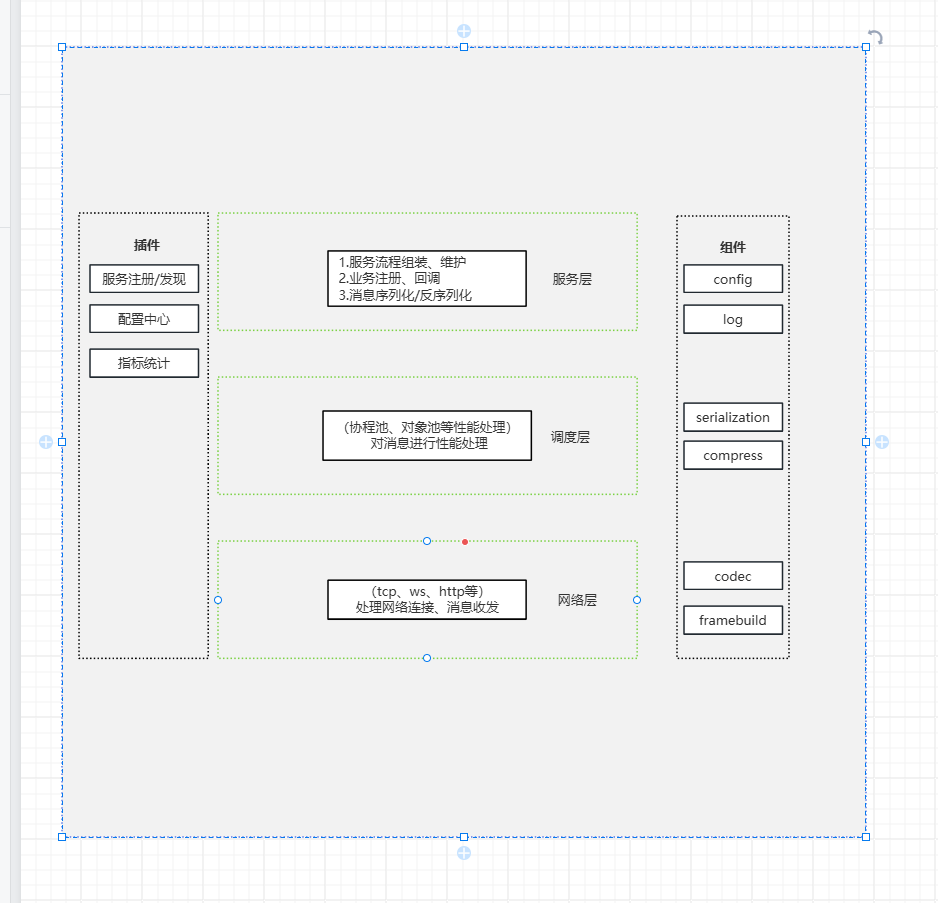 插件
服务注册/发现
配置中心
指标统计
1.服务流程组装、维护
2.业务注册、回调
3.消息序列化/反序列化
服务层
（协程池、对象池等性能处理）
对消息进行性能处理
调度层
（tcp、ws、http等）
处理网络连接、消息收发
网络层
组件
config
log
serialization
compress
codec
framebuild